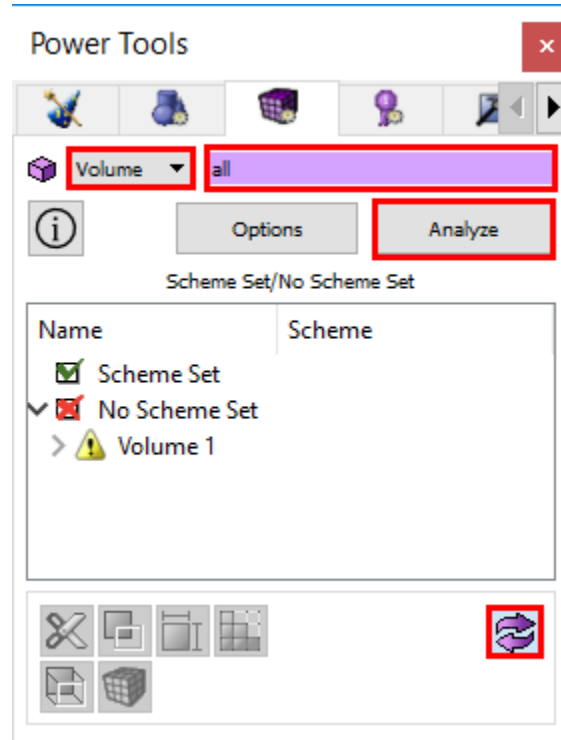 Power Tools
Volume all
Options Analyze
Scheme Set/No Scheme Set
Name Scheme
Scheme Set
No Scheme Set
Volume 1